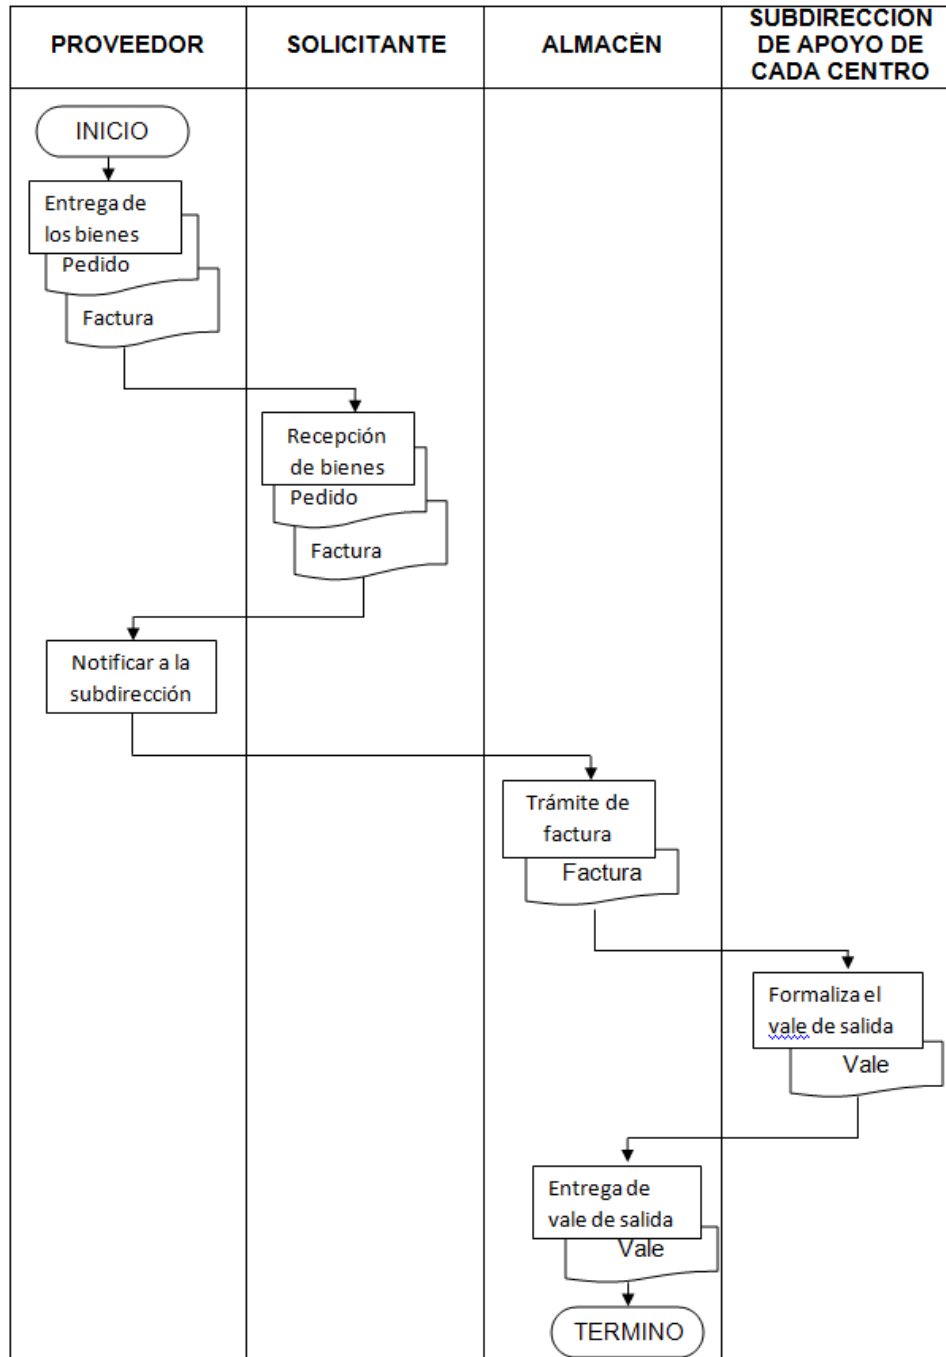 PROVEEDOR
SOLICITANTE
ALMACÉN
SUBDIRECCION
DE APOYO DE
CADA CENTRO
INICIO
Entrega de
los bienes
Pedido
Factura
Recepción
de bienes
Pedido
Factura
Notificar a la
subdirección
Trámite de
factura
Factura
Formaliza el
vale de salida
Vale
Entrega de
vale de salida
Vale
TERMINO